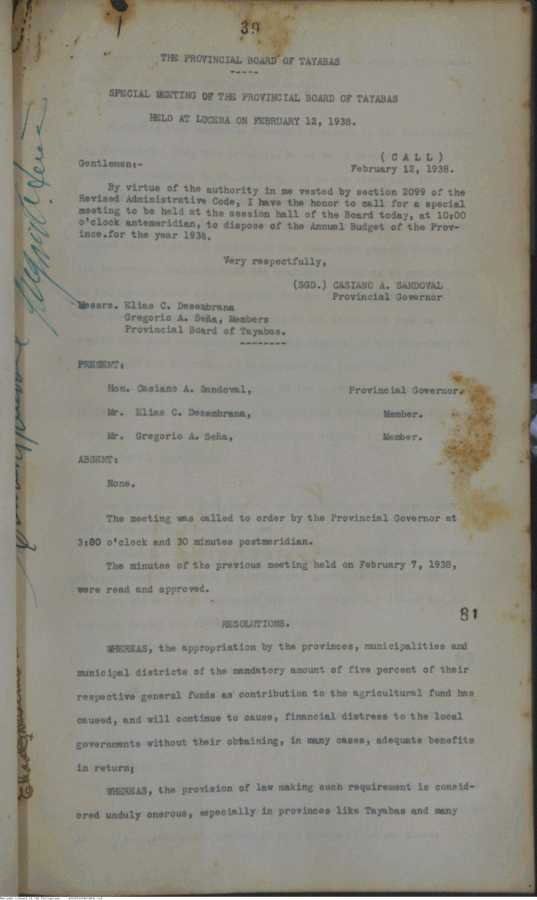 39
THE PROVINCIAL BOARD OF TAYABAS
-----
SPECIAL MEETING OF THE PROVINCIAL BOARD OF TAYABAS
HELD AT LUCENA ON FEBRUARY 12, 1938.
( C A L L )
Gentlemen:- February 12, 1938.
By virtue of the authority in me vested by section 2099 of the
Revised Administrative Code, I have the honor to call for a special
meeting to be held at the session hall of the Board today, at 10:00
o'clock antemeridian, to dispose of the Annual Budget of the Prov-
ince.for the year 1938.
Very respectfully,
(SGD.) CASIANO A. SANDOVAL
Provincial Governor
Messrs. Elias C. Desembrana
Gregorio A. Seña, Members
Provincial Board of Tayabas.
--------
PRESENT:
Hon. Casiano A. Sandoval, Provincial Governor.
Mr. Elias C. Desembrana, Member.
Mr. Gregorio A. Seña, Member.
ABSENT:
None.
The meeting was called to order by the Provincial Governor at
o'clock and 30 minutes postmeridian.
The minutes of the previous meeting held on February 7, 1938,
were read and approved.
81
RESOLUTIONS.
WHEREAS, the appropriation by the provinces, municipalities and
municipal districts of the mandatory amount of five percent of their
respective general funds as contribution to the agricultural fund has
caused, and will continue to cause, financial distress to the local
governments without their obtaining, in many cases, adequate benefits
in return;
WHEREAS, the provision of law making such requirement is consid-
ered unduly onerous, especially in provinces like Tayabas and many